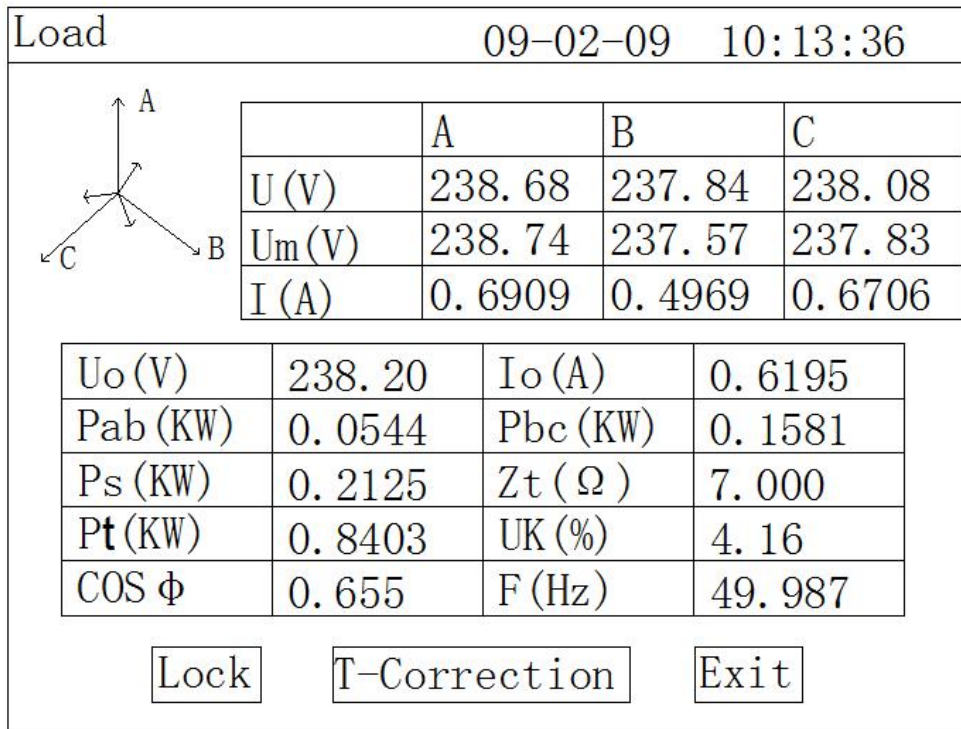 Load 09-02-09 10:13:36
A
B
C
A B C
U(V) 238.68 237.84 238.08
Um(V) 238.74 237.57 237.83
I(A) 0.6909 0.4969 0.6706
Uo(V) 238.20 Io(A) 0.6195
Pab(KW) 0.0544 Pbc(KW) 0.1581
Ps(KW) 0.2125 Zt(Ω) 7.000
Pt(KW) 0.8403 UK(%) 4.16
COSΦ 0.655 F(Hz) 49.987
Lock T-Correction Exit